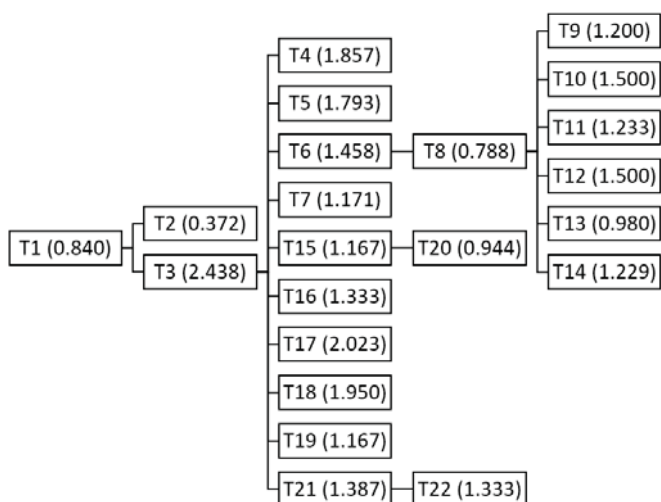 T1 (0.840)
T2 (0.372)
T3 (2.438)
T4 (1.857)
T5 (1.793)
T6 (1.458)
T7 (1.171)
T15 (1.167)
T16 (1.333)
T17 (2.023)
T18 (1.950)
T19 (1.167)
T21 (1.387)
T8 (0.788)
T20 (0.944)
T22 (1.333)
T9 (1.200)
T10 (1.500)
T11 (1.233)
T12 (1.500)
T13 (0.980)
T14 (1.229)